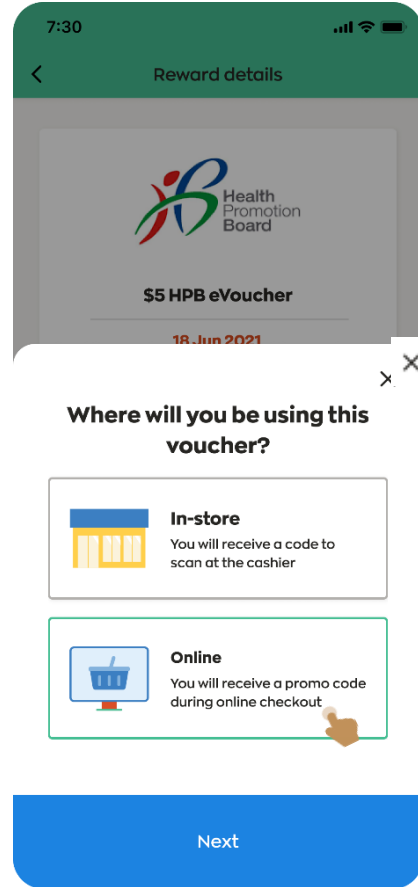 7:30
Reward details
Health
Promotion
Board
$5 HPB eVoucher
18 Jun 2021
Where will you be using this
voucher?
In-store
You will receive a code to
scan at the cashier
Online
You will receive a promo code
during online checkout
Next